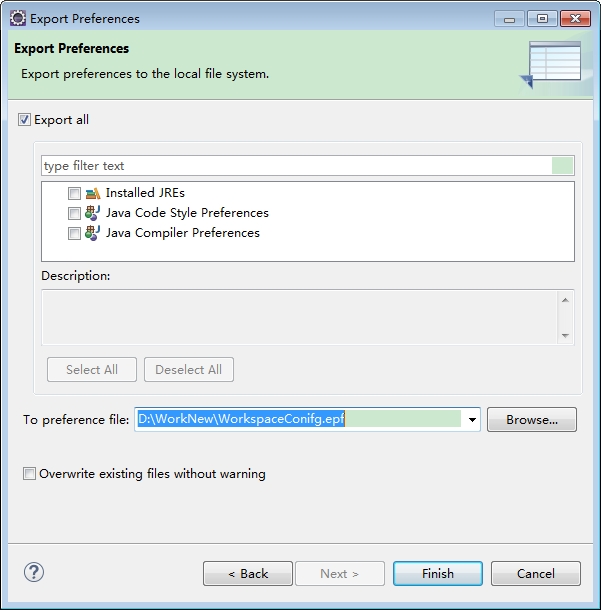 Export Preferences
Export Preferences
Export preferences to the local file system.
Export all
type filter text
Installed JREs
Java Code Style Preferences
Java Compiler Preferences
Description:
Select All Deselect All
To preference file: D:\WorkNew\WorkspaceConifg.epf Browse...
Overwrite existing files without warning
? < Back Next > Finish Cancel